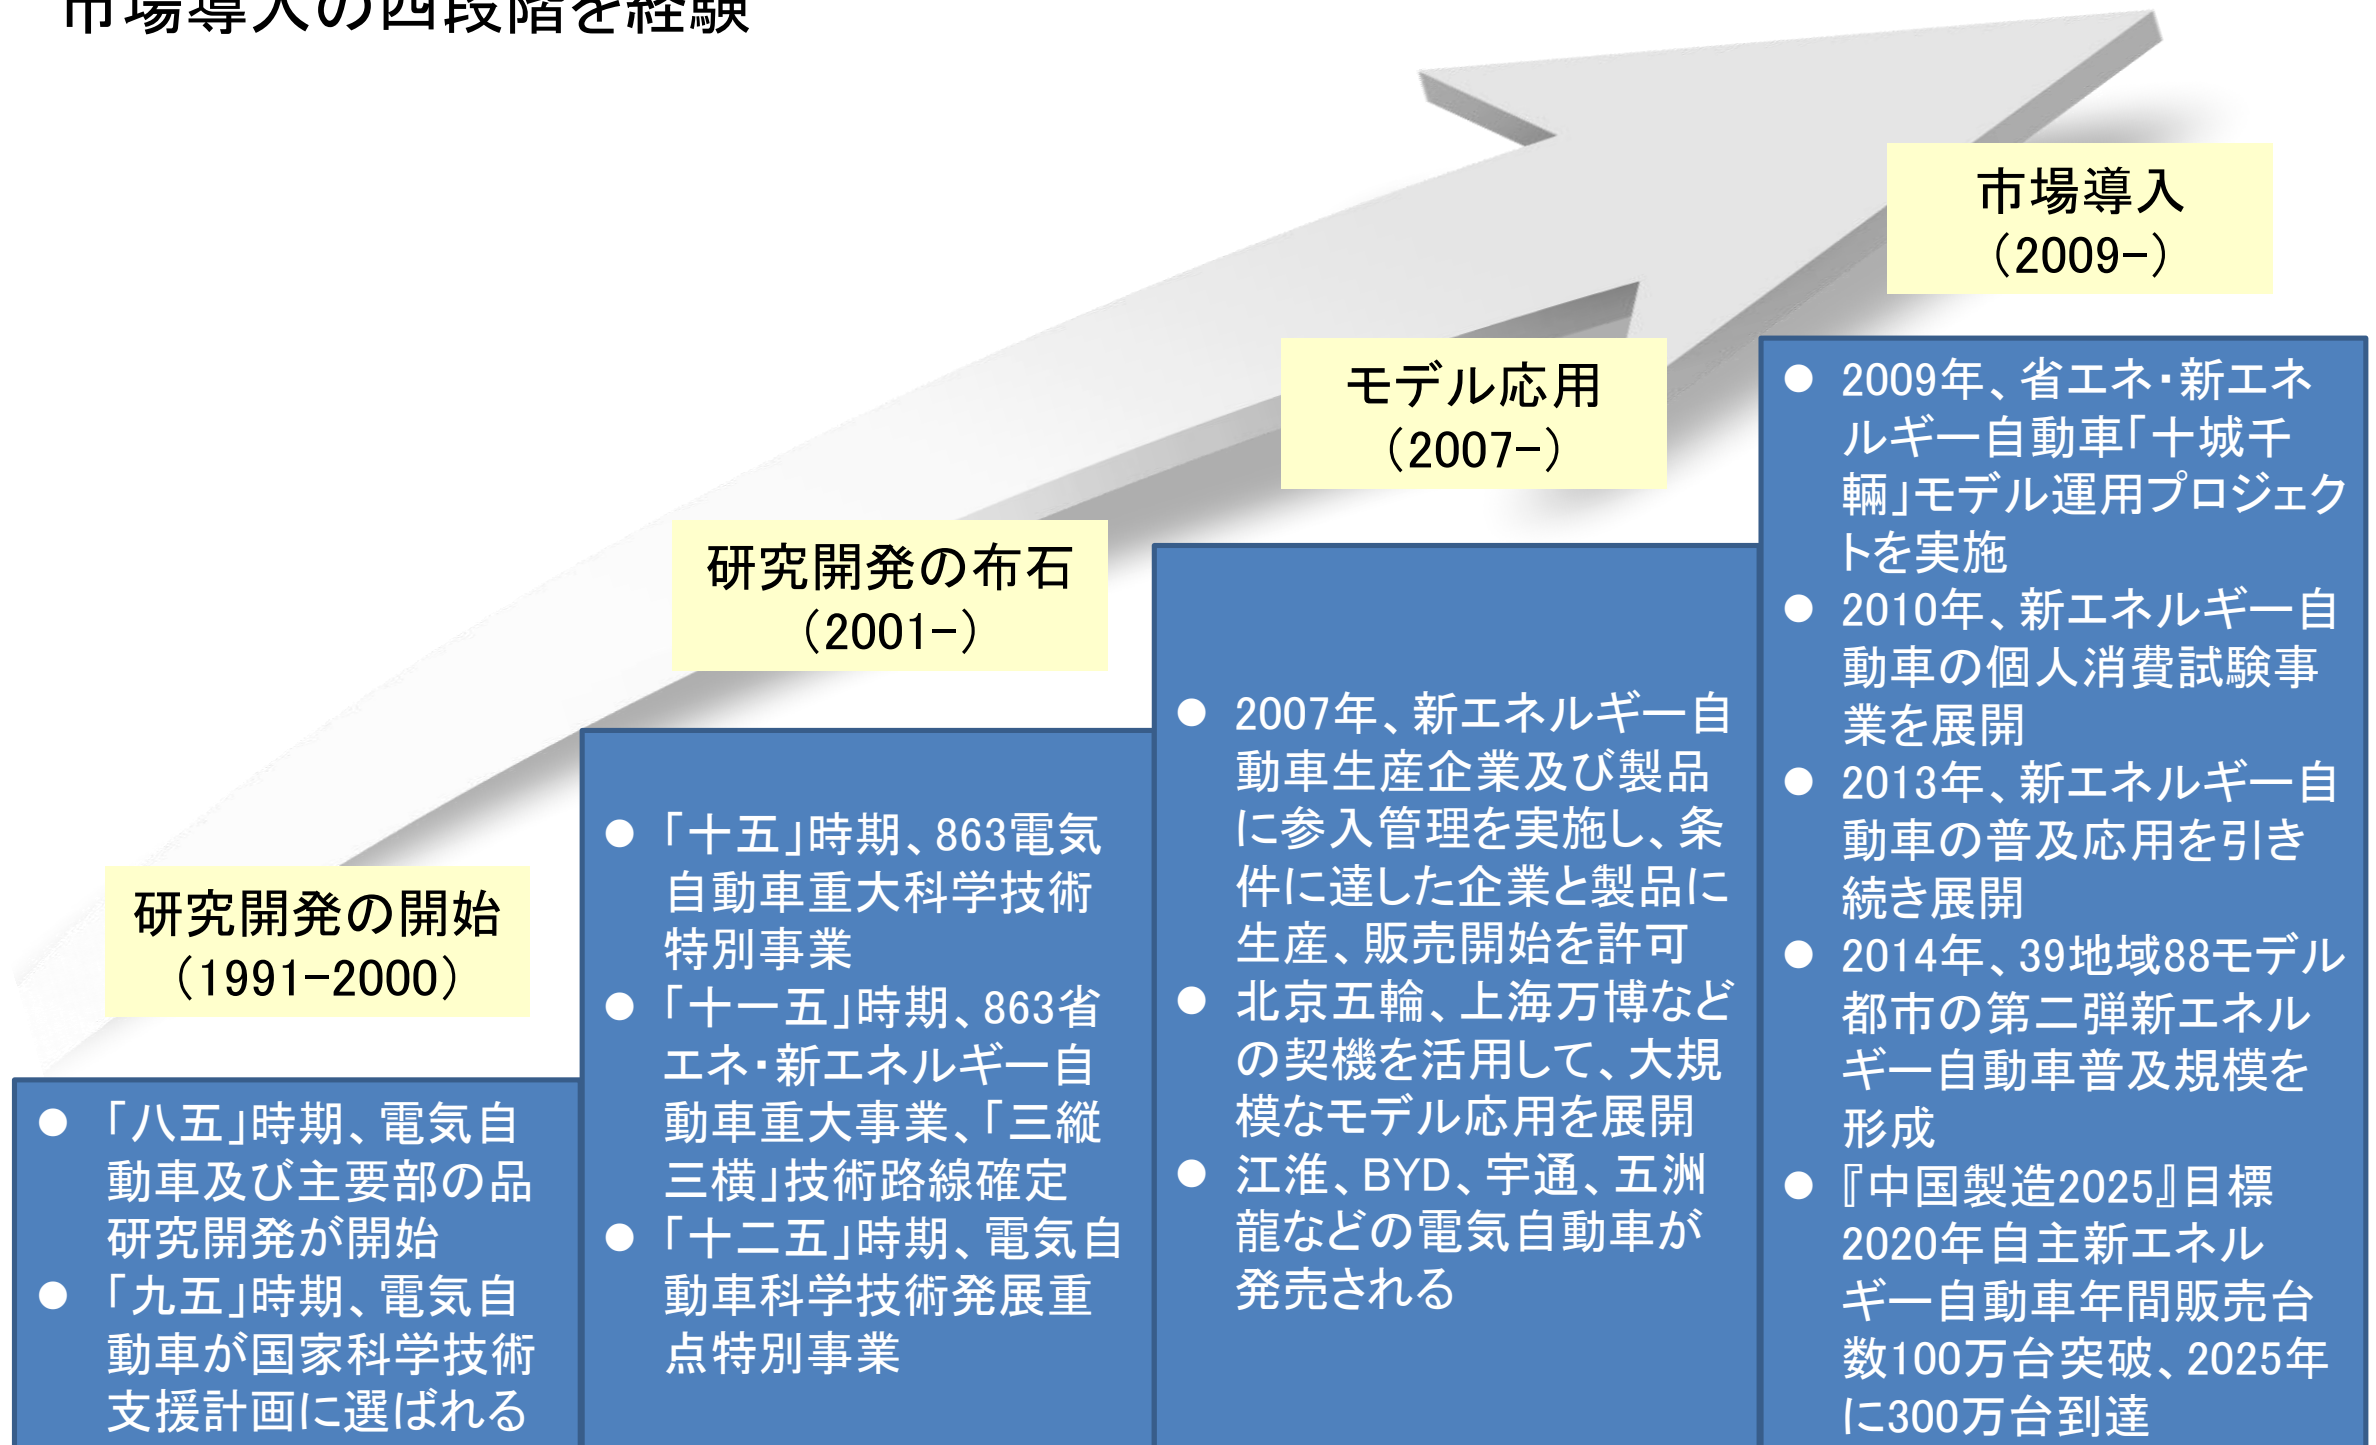 市場導入の四段階を経験
市場導入
(2009-)
モデル応用
(2007-)
研究開発の布石
(2001-)
研究開発の開始
(1991-2000)
● 「八五」時期、電気自
動車及び主要部の品
研究開発が開始
● 「九五」時期、電気自
動車が国家科学技術
支援計画に選ばれる
● 「十五」時期、863電気
自動車重大科学技術
特別事業
● 「十一五」時期、863省
エネ・新エネルギー自
動車重大事業、「三縦
三横」技術路線確定
● 「十二五」時期、電気自
動車科学技術発展重
点特別事業
● 2007年、新エネルギー自
動車生産企業及び製品
に参入管理を実施し、条
件に達した企業と製品に
生産、販売開始を許可
● 北京五輪、上海万博など
の契機を活用して、大規
模なモデル応用を展開
● 江淮、BYD、宇通、五洲
龍などの電気自動車が
発売される
● 2009年、省エネ・新エネ
ルギー自動車「十城千
輛」モデル運用プロジェク
トを実施
● 2010年、新エネルギー自
動車の個人消費試験事
業を展開
● 2013年、新エネルギー自
動車の普及応用を引き
続き展開
● 2014年、39地域88モデル
都市の第二弾新エネル
ギー自動車普及規模を
形成
● 『中国製造2025』目標
2020年自主新エネル
ギー自動車年間販売台
数100万台突破、2025年
に300万台到達